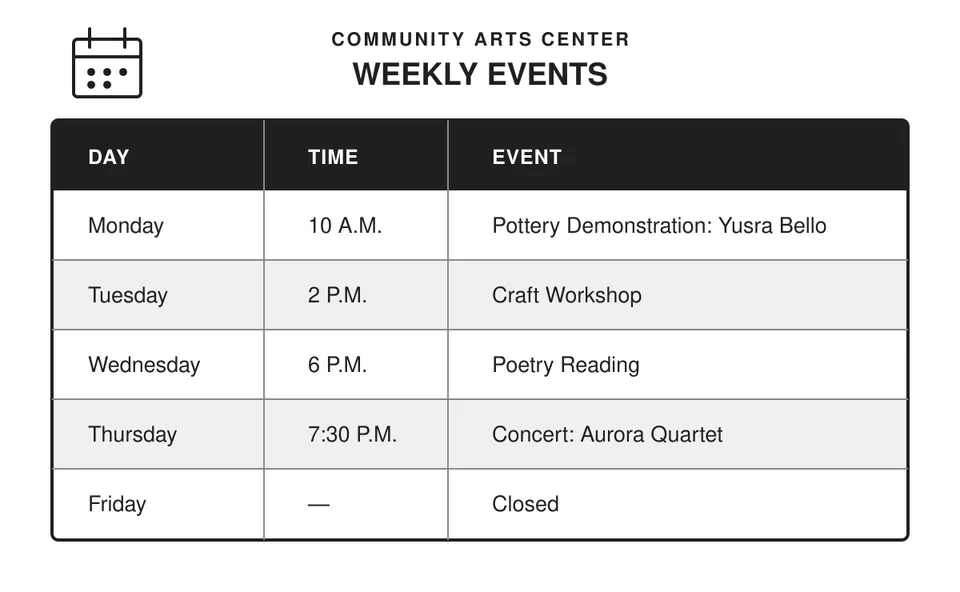 COMMUNITY ARTS CENTER
WEEKLY EVENTS
DAY TIME EVENT
Monday 10 A.M. Pottery Demonstration: Yusra Bello
Tuesday 2 P.M. Craft Workshop
Wednesday 6 P.M. Poetry Reading
Thursday 7:30 P.M. Concert: Aurora Quartet
Friday — Closed